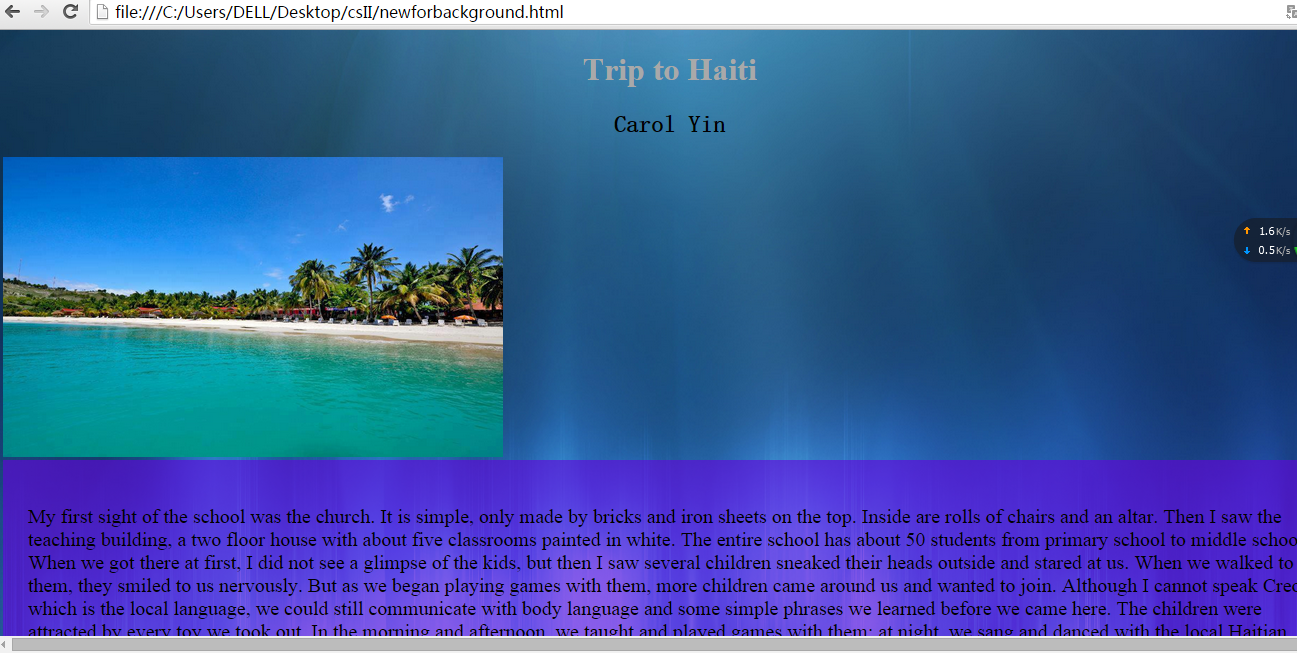 file:///C:/Users/DELL/Desktop/csII/newforbackground.html
Trip to Haiti
Carol Yin
1.6K/s
0.5K/s
My first sight of the school was the church. It is simple, only made by bricks and iron sheets on the top. Inside are rolls of chairs and an altar. Then I saw the
teaching building, a two floor house with about five classrooms painted in white. The entire school has about 50 students from primary school to middle
When we got there at first, I did not see a glimpse of the kids, but then I saw several children sneaked their heads outside and stared at us. When we walked to
them, they smiled to us nervously. But as we began playing games with them, more children came around us and wanted to join. Although I cannot speak
which is the local language, we could still communicate with body language and some simple phrases we learned before we came here. The children were
attracted by every toy we took out. In the morning and afternoon, we taught and played games with them; at night, we sang and danced with the local Haitian